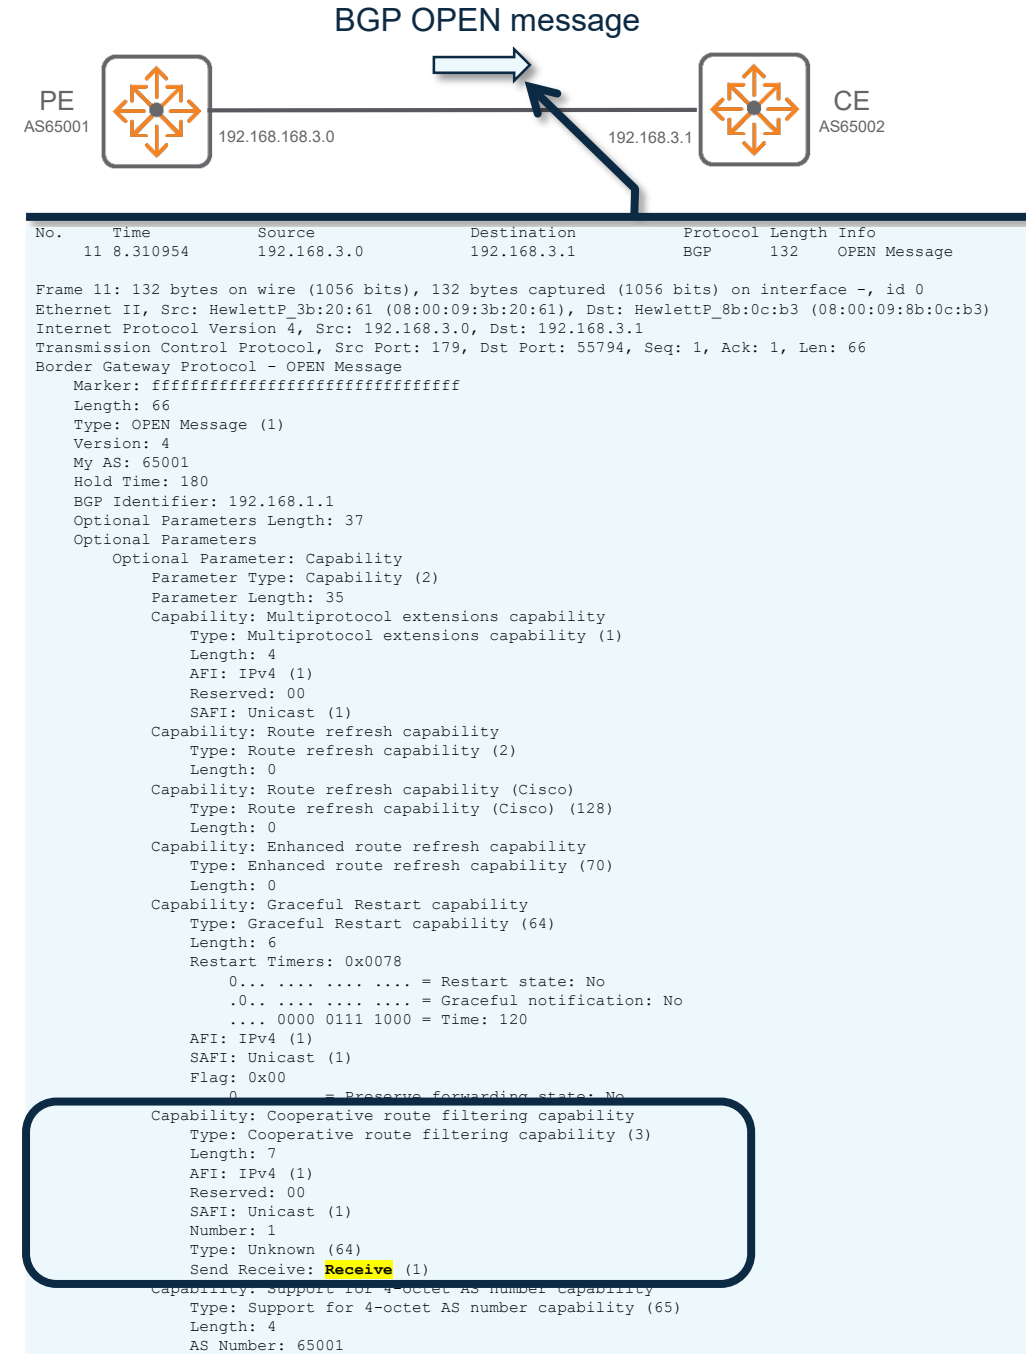 BGP OPEN message
PE
AS65001
192.168.168.3.0
192.168.3.1
CE
AS65002
No. Time Source Destination Protocol Length Info
11 8.310954 192.168.3.0 192.168.3.1 BGP 132 OPEN Message
Frame 11: 132 bytes on wire (1056 bits), 132 bytes captured (1056 bits) on interface -, id 0
Ethernet II, Src: HewlettP_3b:20:61 (08:00:09:3b:20:61), Dst: HewlettP_8b:0c:b3 (08:00:09:8b:0c:b3)
Internet Protocol Version 4, Src: 192.168.3.0, Dst: 192.168.3.1
Transmission Control Protocol, Src Port: 179, Dst Port: 55794, Seq: 1, Ack: 1, Len: 66
Border Gateway Protocol - OPEN Message
Marker: ffffffffffffffffffffffffffffffff
Length: 66
Type: OPEN Message (1)
Version: 4
My AS: 65001
Hold Time: 180
BGP Identifier: 192.168.1.1
Optional Parameters Length: 37
Optional Parameters
Optional Parameter: Capability
Parameter Type: Capability (2)
Parameter Length: 35
Capability: Multiprotocol extensions capability
Type: Multiprotocol extensions capability (1)
Length: 4
AFI: IPv4 (1)
Reserved: 00
SAFI: Unicast (1)
Capability: Route refresh capability
Type: Route refresh capability (2)
Length: 0
Capability: Route refresh capability (Cisco)
Type: Route refresh capability (Cisco) (128)
Length: 0
Capability: Enhanced route refresh capability
Type: Enhanced route refresh capability (70)
Length: 0
Capability: Graceful Restart capability
Type: Graceful Restart capability (64)
Length: 6
Restart Timers: 0x0078
0... .... .... .... = Restart state: No
.0.. .... .... .... = Graceful notification: No
.... 0000 0111 1000 = Time: 120
AFI: IPv4 (1)
SAFI: Unicast (1)
Flag: 0x00
0... .... = Preserve forwarding state: No
Capability: Cooperative route filtering capability
Type: Cooperative route filtering capability (3)
Length: 7
AFI: IPv4 (1)
Reserved: 00
SAFI: Unicast (1)
Number: 1
Type: Unknown (64)
Send Receive: Receive (1)
Capability: Support for 4-octet AS number capability
Type: Support for 4-octet AS number capability (65)
Length: 4
AS Number: 65001